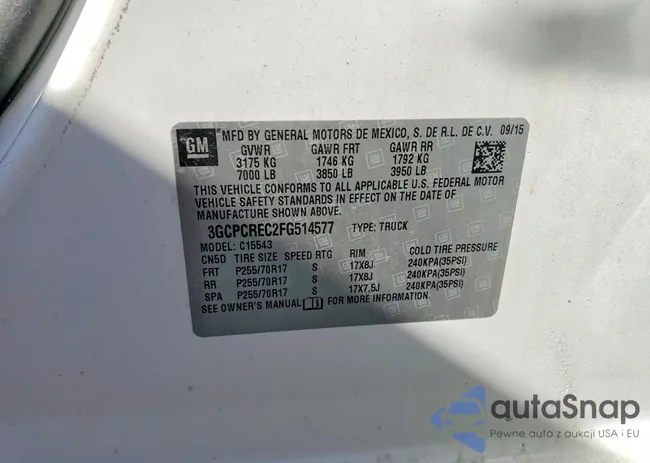 GM
MFD BY GENERAL MOTORS DE MEXICO, S. DE R.L. DE C.V. 09/15
GVWR GAWR FRT GAWR RR
3175 KG 1746 KG 1792 KG
7000 LB 3850 LB 3950 LB
THIS VEHICLE CONFORMS TO ALL APPLICABLE U.S. FEDERAL MOTOR
VEHICLE SAFETY STANDARDS IN EFFECT ON THE DATE OF
MANUFACTURE SHOWN ABOVE.
3GCPCREC2FG514577 TYPE: TRUCK
MODEL: C15543
CN5D TIRE SIZE SPEED RTG RIM COLD TIRE PRESSURE
FRT P255/70R17 S 17X8J 240KPA(35PSI)
RR P255/70R17 S 17X8J 240KPA(35PSI)
SPA P255/70R17 S 17X7.5J 240KPA(35PSI)
SEE OWNER'S MANUAL FOR MORE INFORMATION.
autaSnap
Pewne auta z aukcji USA i EU